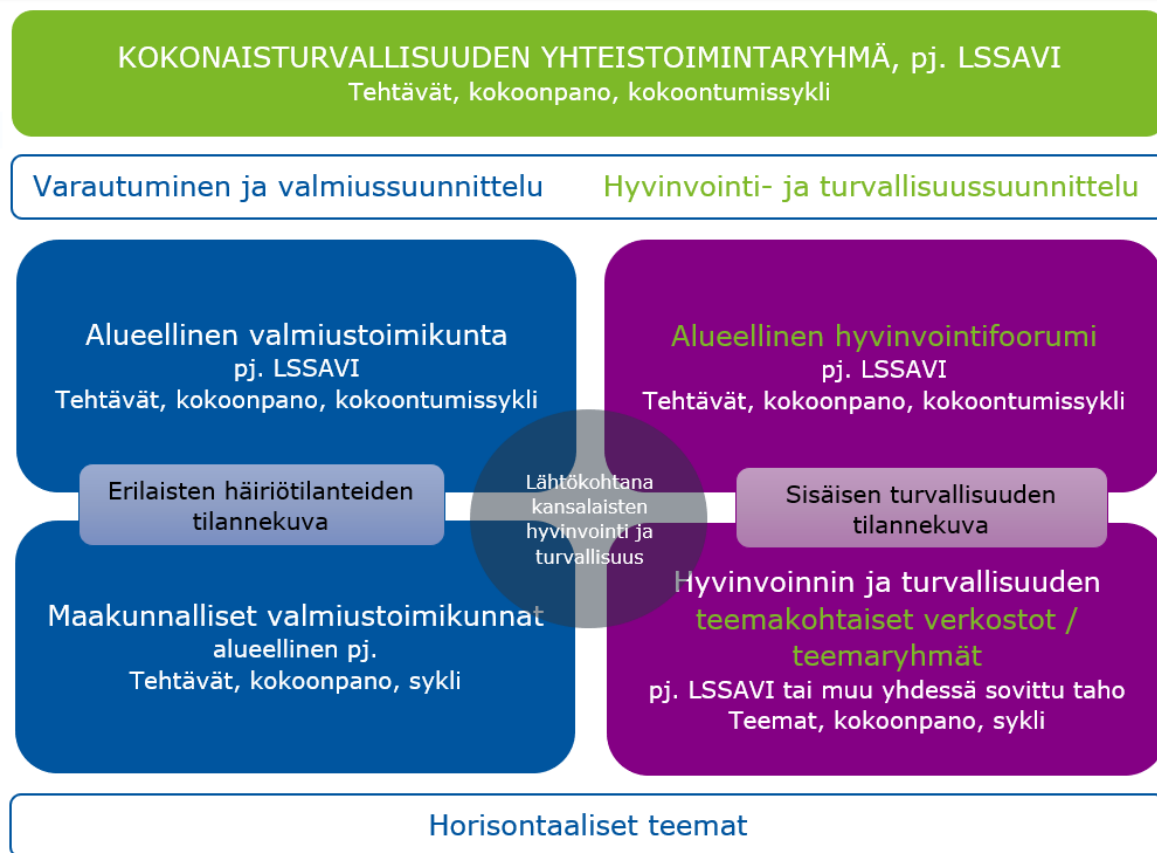 KOKONAISTURVALLISUUDEN YHTEISTOIMINTARYHMÄ, pj. LSSAVI
Tehtävät, kokoonpano, kokoontumissykli
Varautuminen ja valmiussuunnittelu
Hyvinvointi- ja turvallisuussuunnittelu
Alueellinen valmiustoimikunta
pj. LSSAVI
Tehtävät, kokoonpano, kokoontumissykli
Alueellinen hyvinvointifoorumi
pj. LSSAVI
Tehtävät, kokoonpano, kokoontumissykli
Erilaisten häiriötilanteiden
tilannekuva
Lähtökohtana
kansalaisten
hyvinvointi ja
turvallisuus
Sisäisen turvallisuuden
tilannekuva
Maakunnalliset valmiustoimikunnat
alueellinen pj.
Tehtävät, kokoonpano, sykli
Hyvinvoinnin ja turvallisuuden
teemakohtaiset verkostot /
teemaryhmät
pj. LSSAVI tai muu yhdessä sovittu taho
Teemat, kokoonpano, sykli
Horisontaaliset teemat